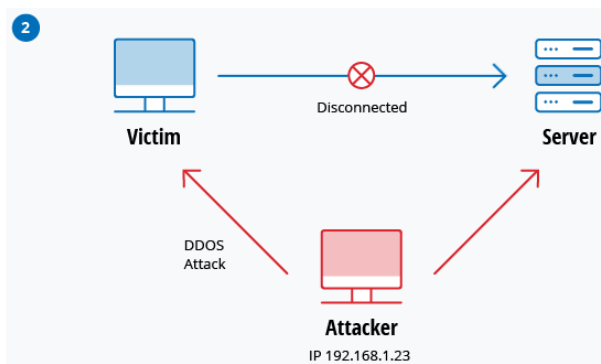 2
Disconnected
Victim
Server
DDOS
Attack
Attacker
IP 192.168.1.23